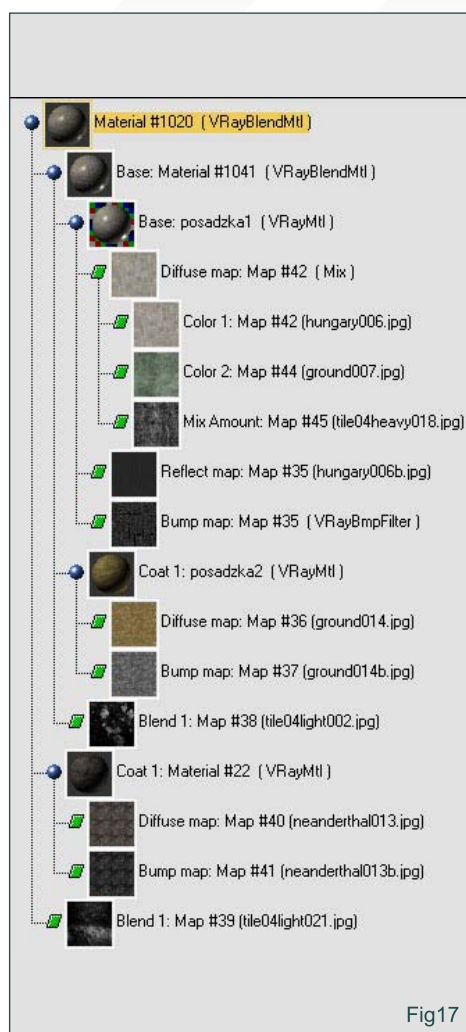 Material #1020 ( VRayBlendMtl )
Base: Material #1041 ( VRayBlendMtl )
Base: posadzka1 ( VRayMtl )
Diffuse map: Map #42 ( Mix )
Color 1: Map #42 (hungary006.jpg)
Color 2: Map #44 (ground007.jpg)
Mix Amount: Map #45 (tile04heavy018.jpg)
Reflect map: Map #35 (hungary006b.jpg)
Bump map: Map #35 ( VRayBmpFilter )
Coat 1: posadzka2 ( VRayMtl )
Diffuse map: Map #36 (ground014.jpg)
Bump map: Map #37 (ground014b.jpg)
Blend 1: Map #38 (tile04light002.jpg)
Coat 1: Material #22 ( VRayMtl )
Diffuse map: Map #40 (neanderthal013.jpg)
Bump map: Map #41 (neanderthal013b.jpg)
Blend 1: Map #39 (tile04light021.jpg)
Fig17